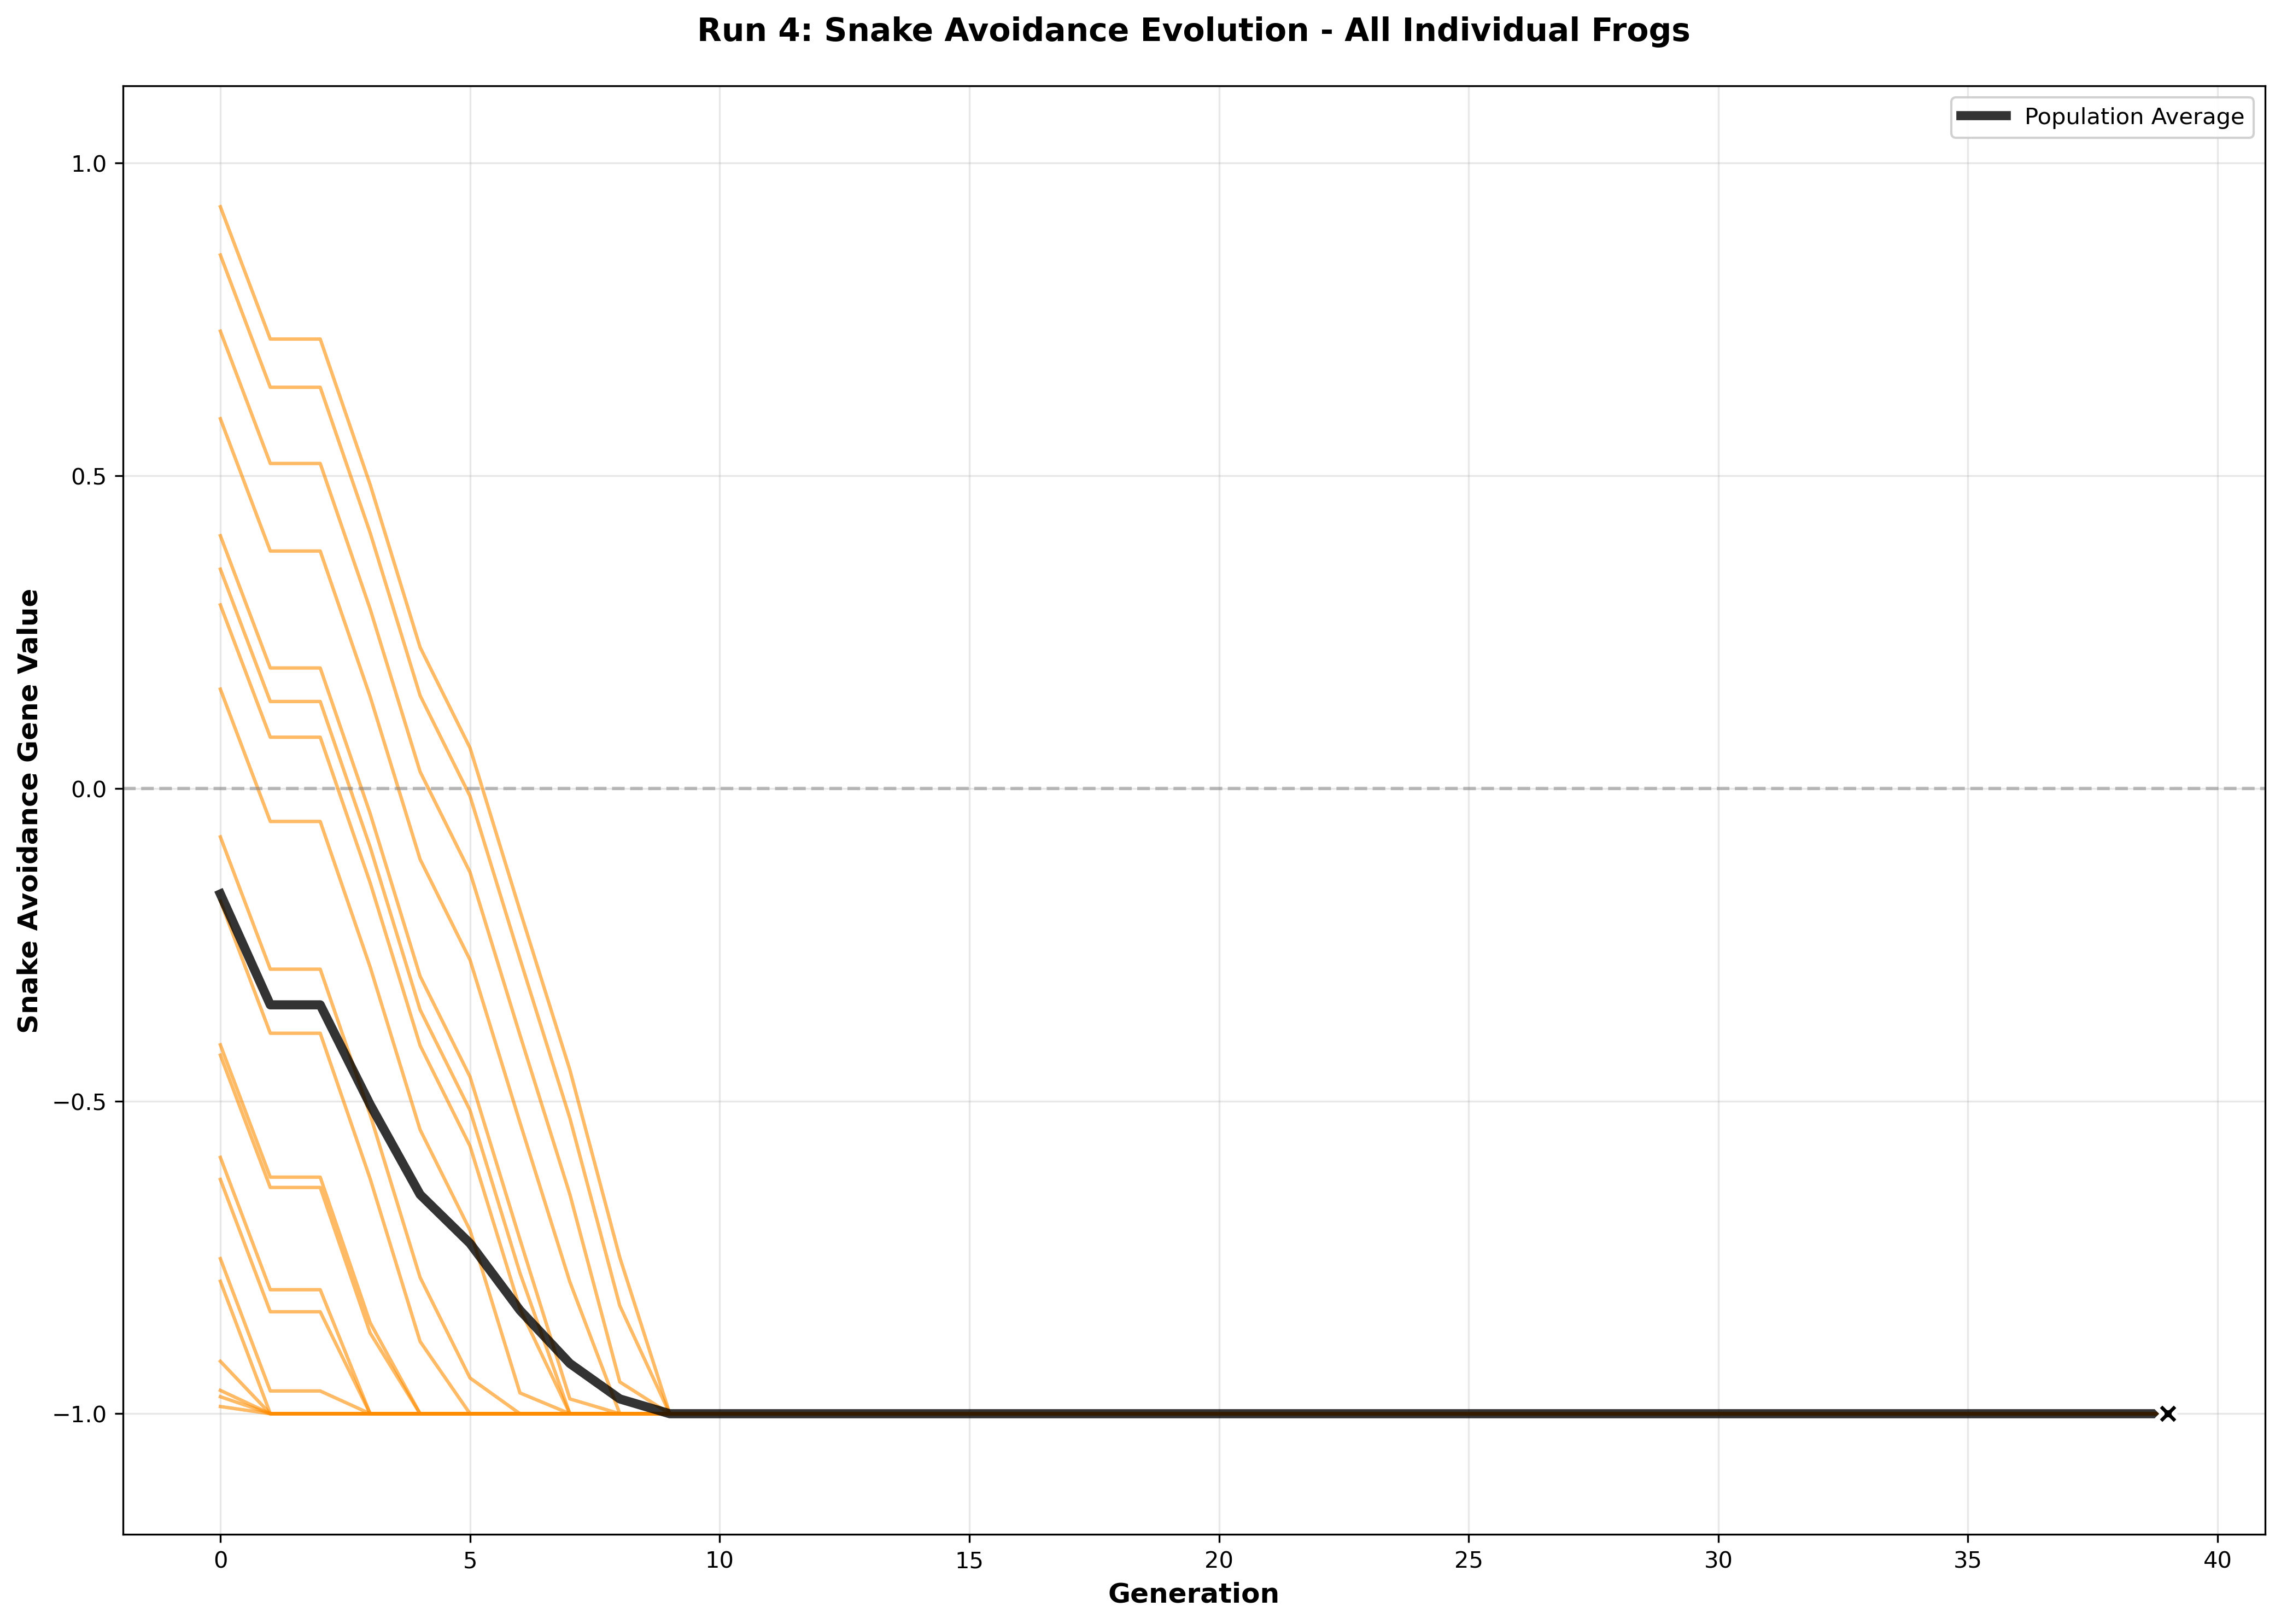 Run 4: Snake Avoidance Evolution - All Individual Frogs
Population Average
1.0
0.5
0.0
−0.5
−1.0
Snake Avoidance Gene Value
0 5 10 15 20 25 30 35 40
Generation